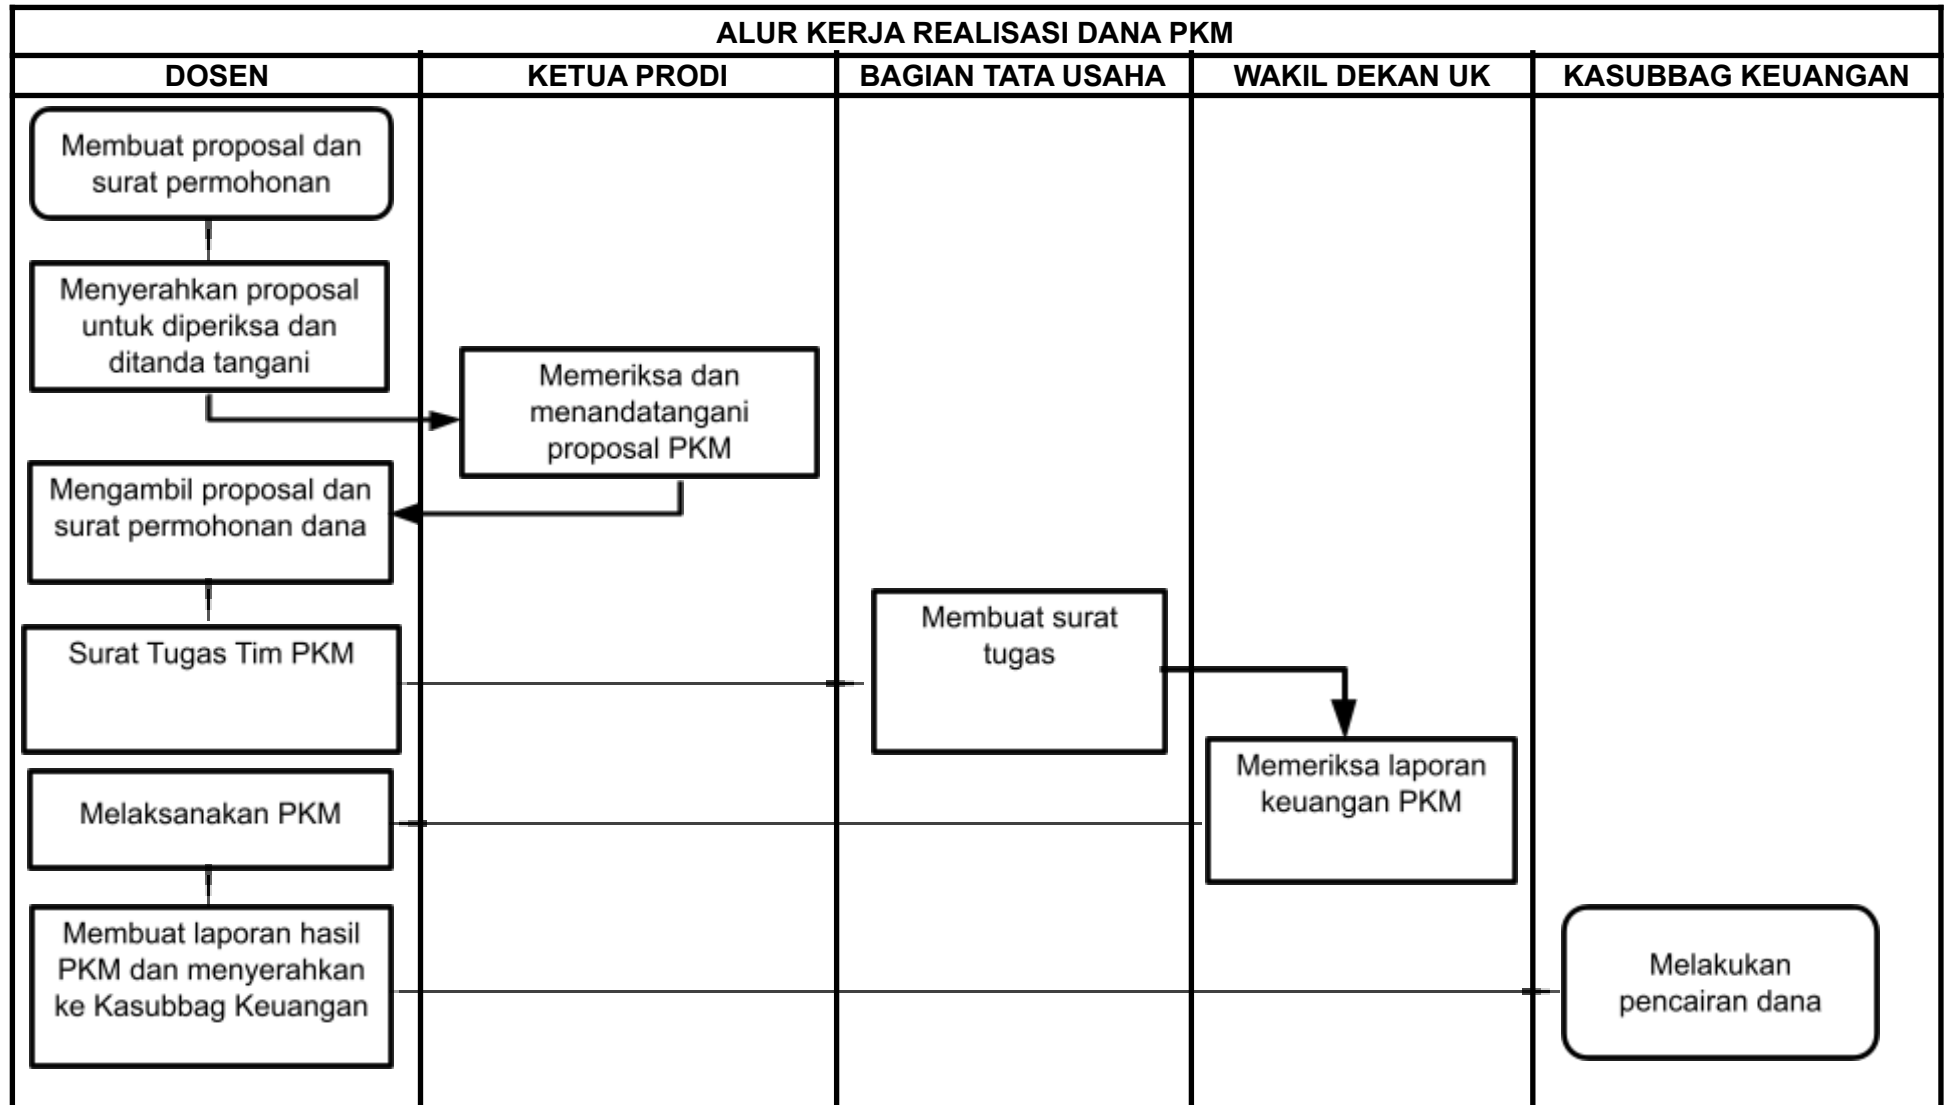 ALUR KERJA REALISASI DANA PKM
DOSEN
KETUA PRODI
BAGIAN TATA USAHA
WAKIL DEKAN UK
KASUBBAG KEUANGAN
Membuat proposal dan
surat permohonan
Menyerahkan proposal
untuk diperiksa dan
ditanda tangani
Memeriksa dan
menandatangani
proposal PKM
Mengambil proposal dan
surat permohonan dana
Surat Tugas Tim PKM
Membuat surat
tugas
Memeriksa laporan
keuangan PKM
Melaksanakan PKM
Membuat laporan hasil
PKM dan menyerahkan
ke Kasubbag Keuangan
Melakukan
pencairan dana